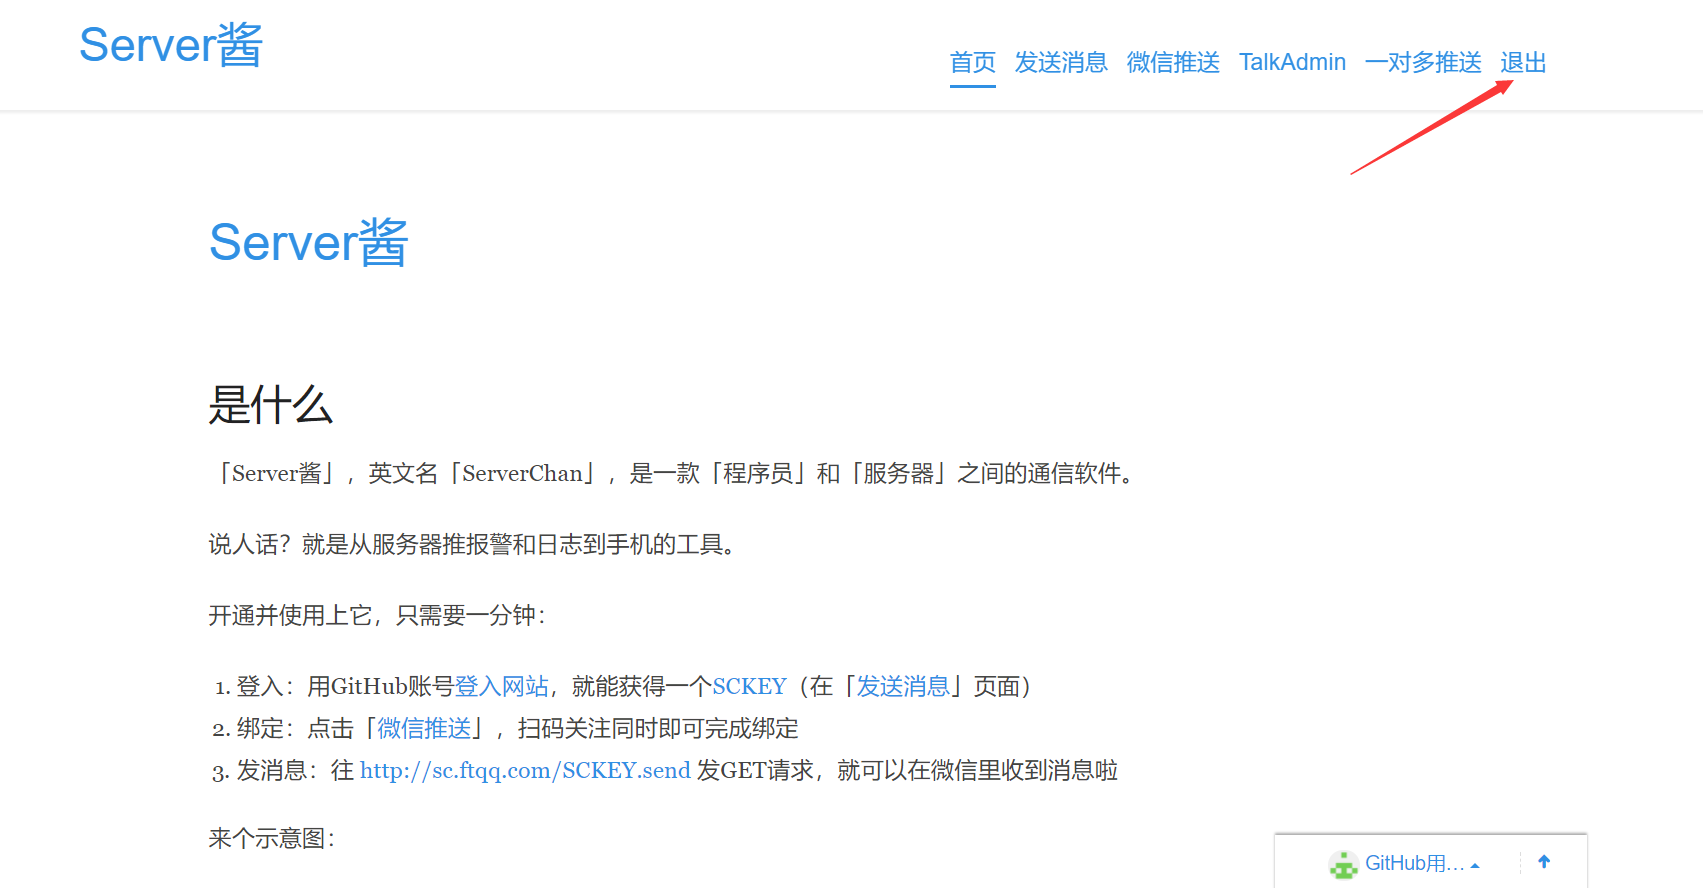 Server酱
首页 发送消息 微信推送 TalkAdmin 一对多推送 退出
Server酱
是什么
「Server酱」，英文名「ServerChan」，是一款「程序员」和「服务器」之间的通信软件。
说人话？就是从服务器推报警和日志到手机的工具。
开通并使用上它，只需要一分钟：
1. 登入：用GitHub账号登入网站，就能获得一个SCKEY（在「发送消息」页面）
2. 绑定：点击「微信推送」，扫码关注同时即可完成绑定
3. 发消息：往 http://sc.ftqq.com/SCKEY.send 发GET请求，就可以在微信里收到消息啦
来个示意图：
GitHub用...